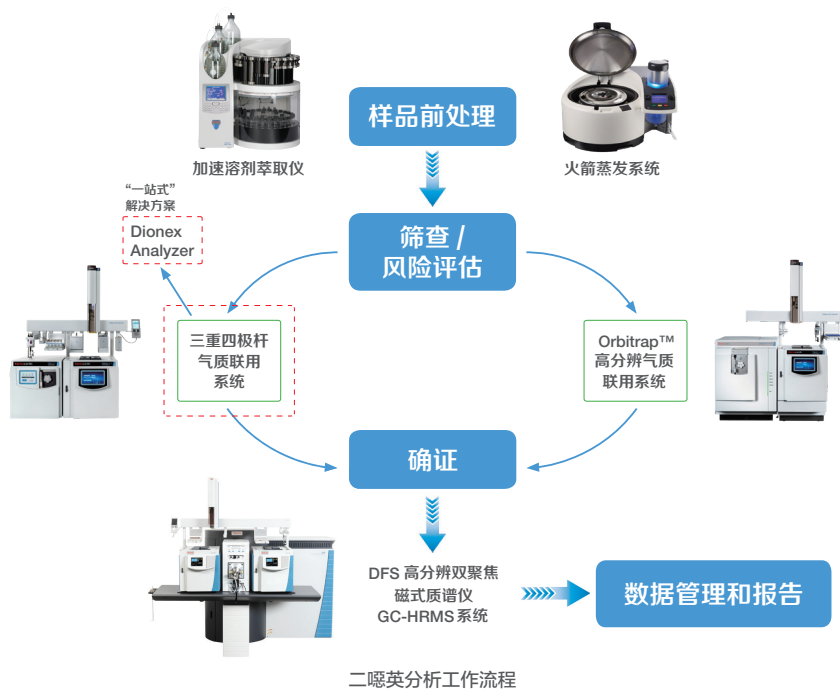 样品前处理
加速溶剂萃取仪
火箭蒸发系统
“一站式”
解决方案
Dionex
Analyzer
筛查 /
风险评估
三重四极杆
气质联用
系统
Orbitrap™
高分辨气质
联用系统
确证
DFS 高分辨双聚焦
磁式质谱仪
GC-HRMS 系统
数据管理和报告
二噁英分析工作流程